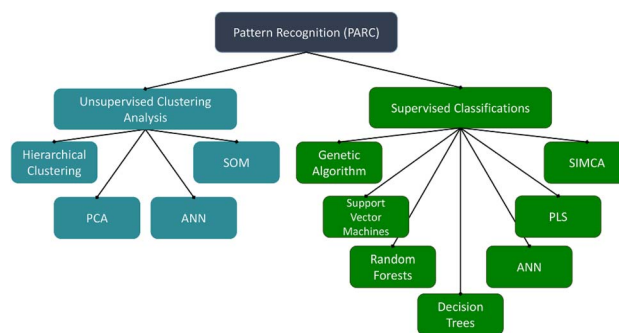 Pattern Recognition (PARC)
Unsupervised Clustering
Analysis
Supervised Classifications
Hierarchical
Clustering
SOM
PCA
ANN
Genetic
Algorithm
SIMCA
Support
Vector
Machines
PLS
Random
Forests
ANN
Decision
Trees